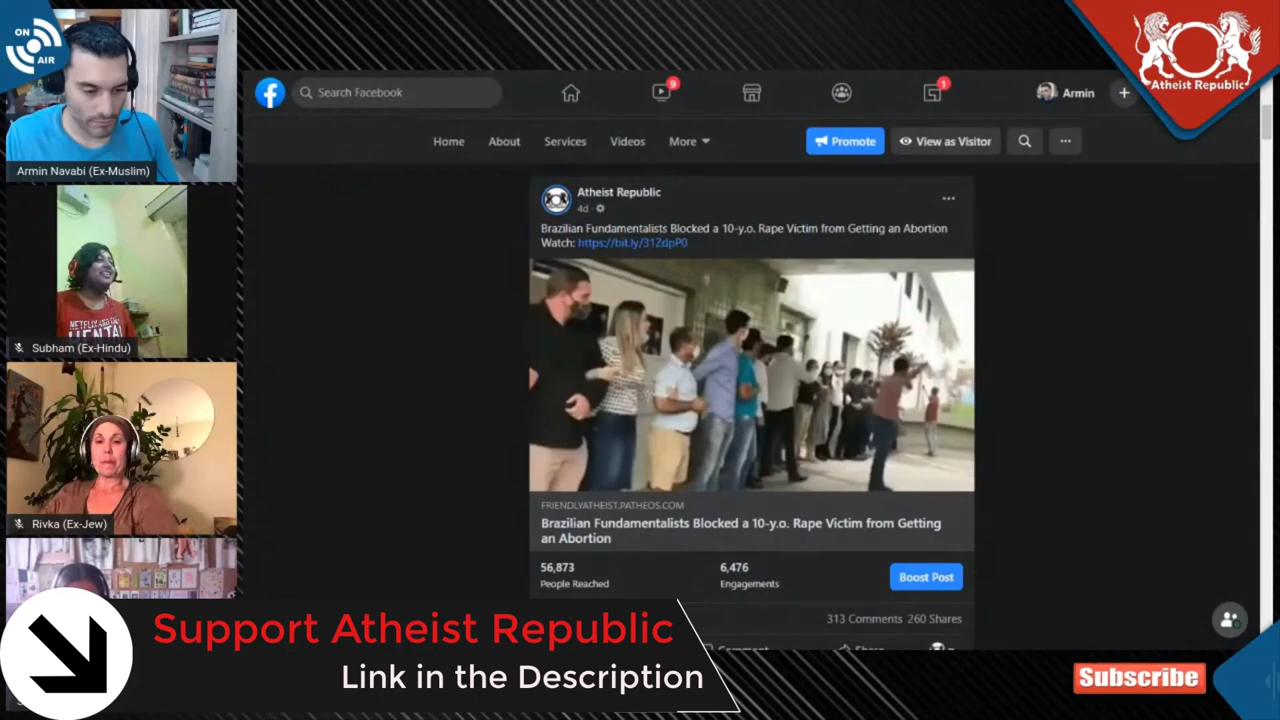 ON
AIR
Armin Navabi (Ex-Muslim)
Subham (Ex-Hindu)
Rivka (Ex-Jew)
Search Facebook
9
1
Armin
Atheist Republic
Home
About
Services
Videos
More
Promote
View as Visitor
Atheist Republic
4d
Brazilian Fundamentalists Blocked a 10-y.o. Rape Victim from Getting an Abortion
Watch: https://bit.ly/31ZdpP0
FRIENDLYATHEIST.PATHEOS.COM
Brazilian Fundamentalists Blocked a 10-y.o. Rape Victim from Getting
an Abortion
56,873
People Reached
6,476
Engagements
Boost Post
313 Comments 260 Shares
Support Atheist Republic
Link in the Description
Subscribe